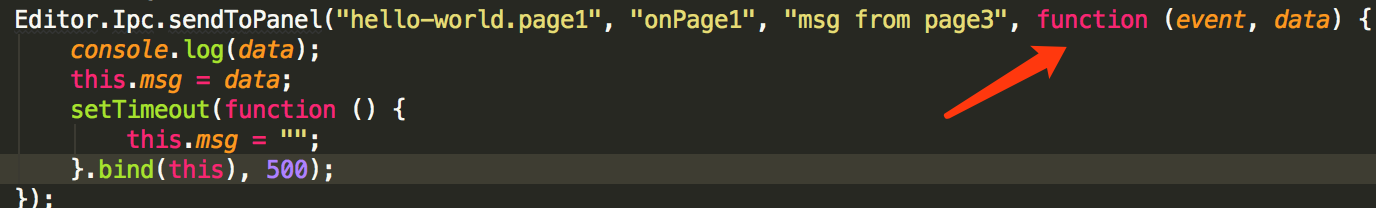 Editor.Ipc.sendToPanel("hello-world.page1", "onPage1", "msg from page3", function (event, data) {
console.log(data);
this.msg = data;
setTimeout(function () {
this.msg = "";
}.bind(this), 500);
});